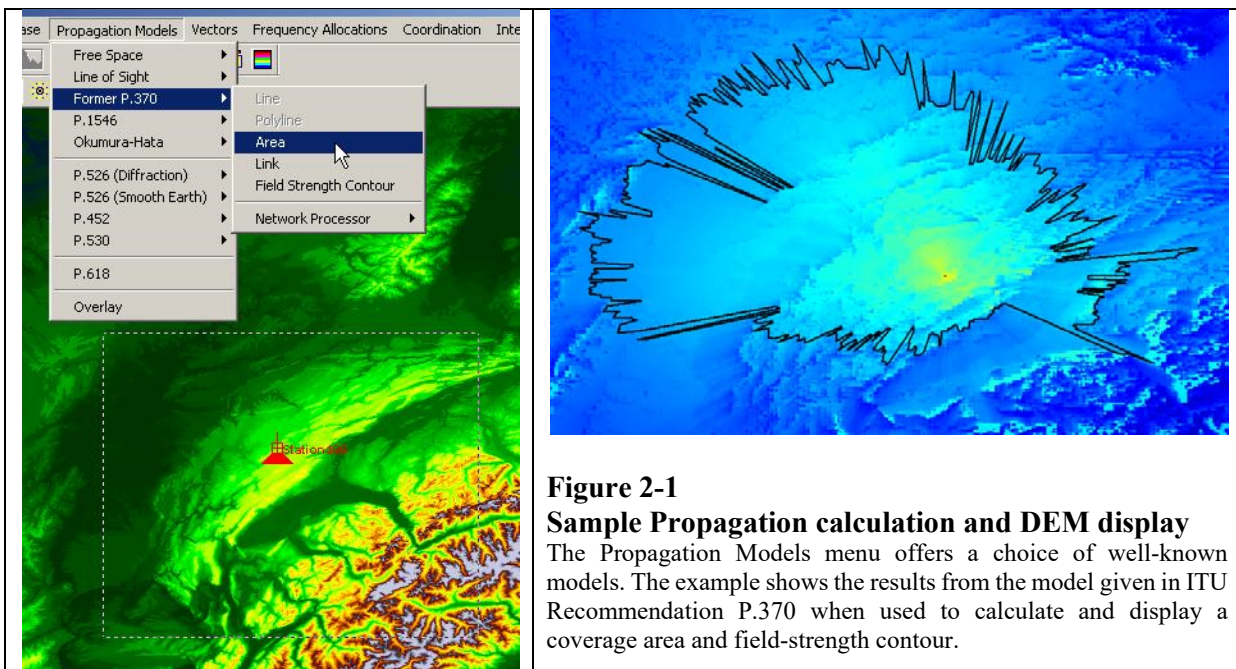 Propagation Models Vectors Frequency Allocations Coordination
Free Space
Line of Sight
Former P.370
P.1546
Okumura-Hata
P.526 (Diffraction)
P.526 (Smooth Earth)
P.452
P.530
P.618
Overlay
Line
Polyline
Area
Link
Field Strength Contour
Network Processor
Figure 2-1
Sample Propagation calculation and DEM display
The Propagation Models menu offers a choice of well-known
models. The example shows the results from the model given in ITU
Recommendation P.370 when used to calculate and display a
coverage area and field-strength contour.